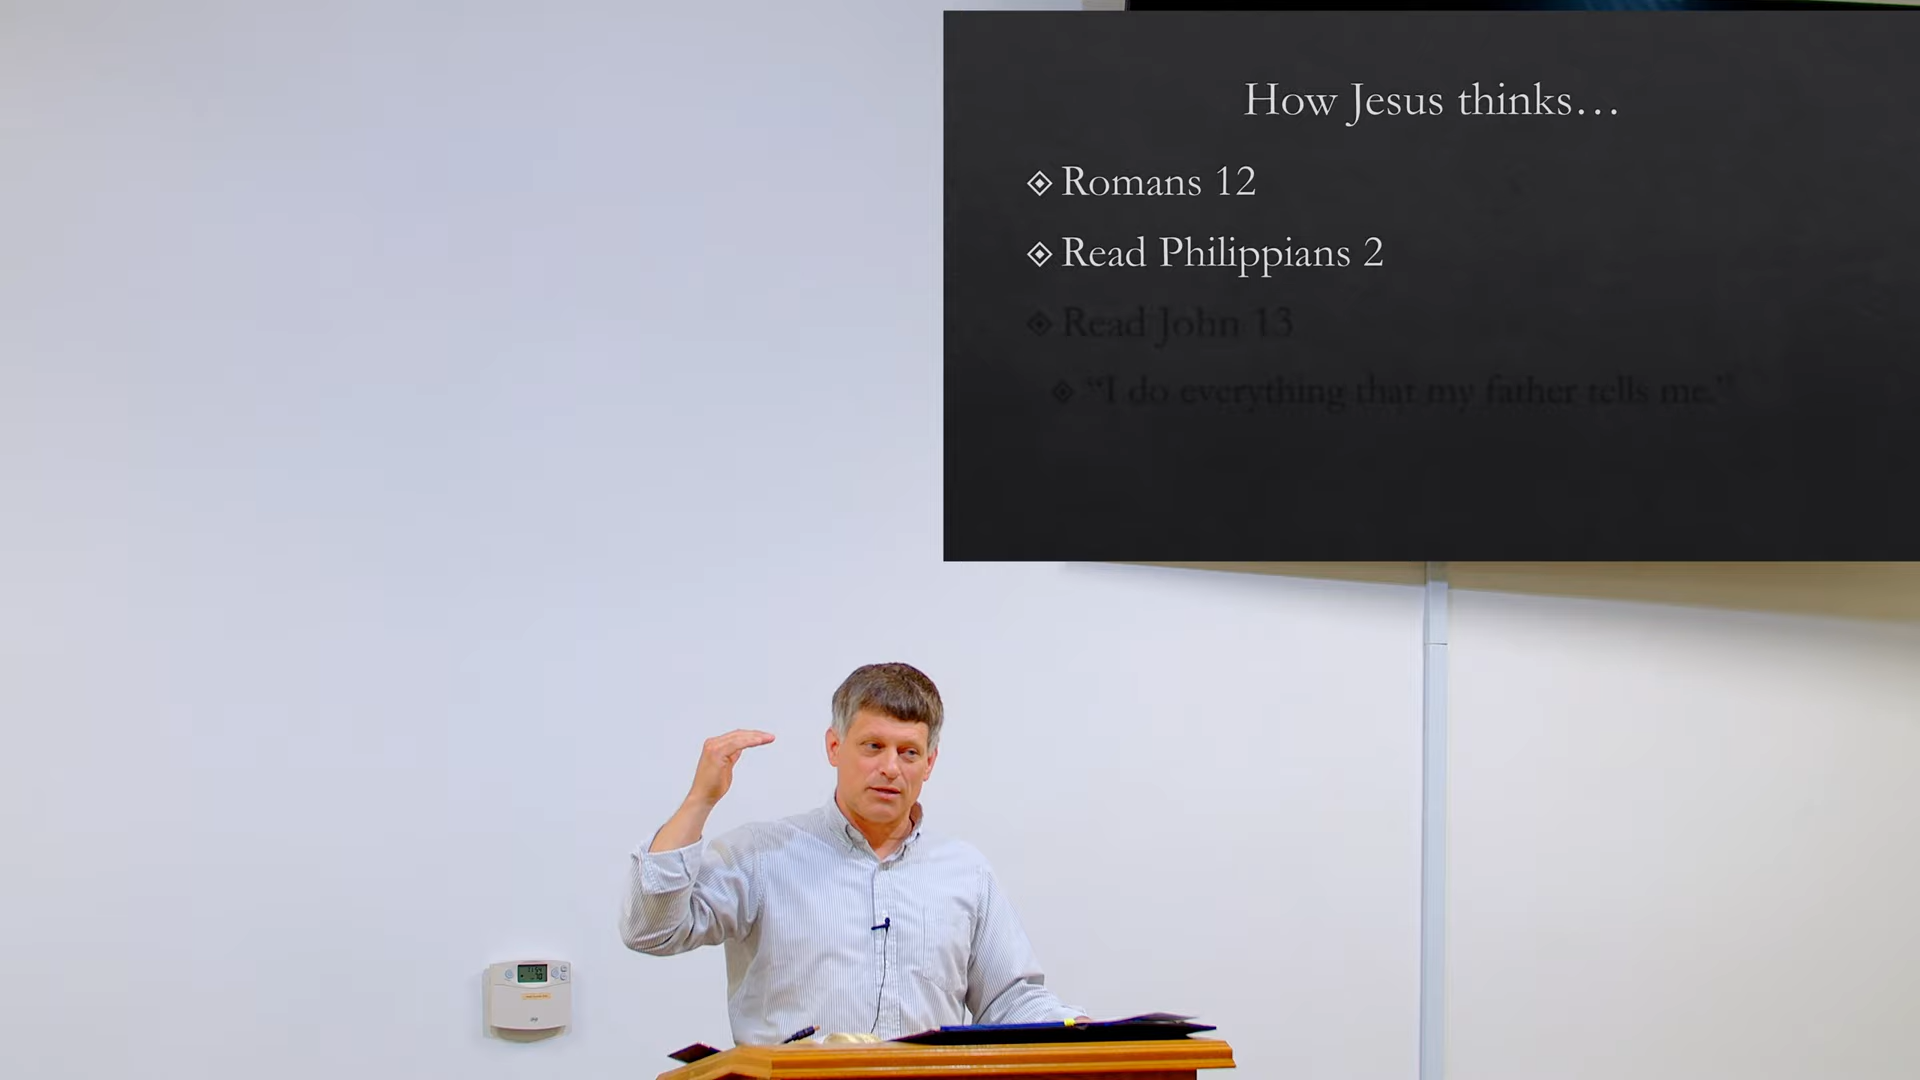 How Jesus thinks…
Romans 12
Read Philippians 2
Read John 13
“I do everything that my father tells me.”